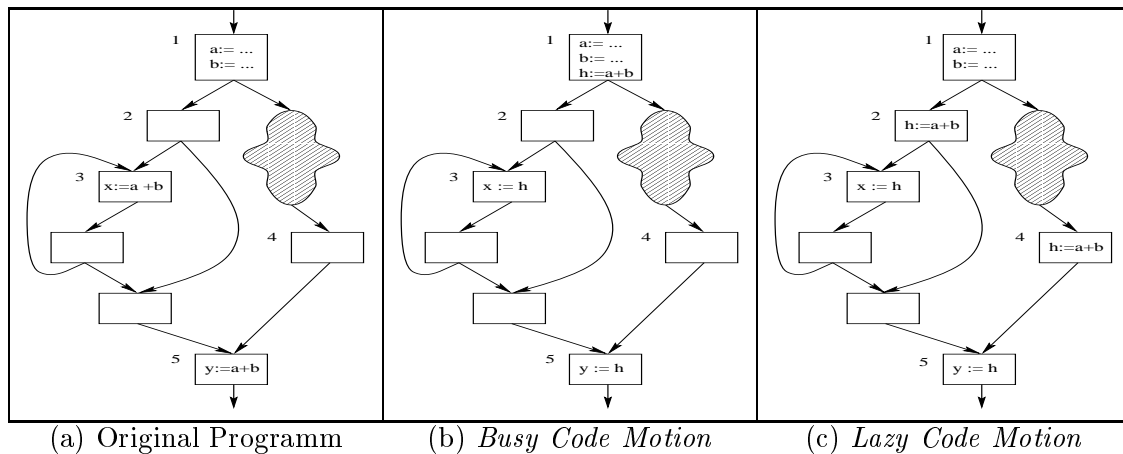 1
a:= ...
b:= ...
2
3
x:=a +b
4
5
y:=a+b
(a) Original Programm
1
a:= ...
b:= ...
h:=a+b
2
3
x := h
4
5
y := h
(b) Busy Code Motion
1
a:= ...
b:= ...
2
h:=a+b
3
x := h
4
h:=a+b
5
y := h
(c) Lazy Code Motion